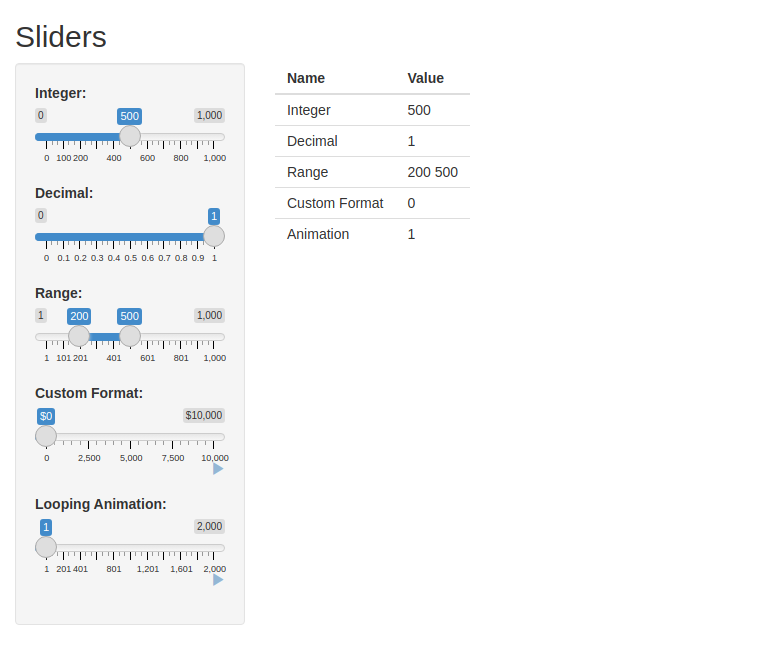 Sliders
Integer:
0 500 1,000
0 100 200 400 600 800 1,000
Decimal:
0 1
0 0.1 0.2 0.3 0.4 0.5 0.6 0.7 0.8 0.9 1
Range:
1 200 500 1,000
1 101 201 401 601 801 1,000
Custom Format:
$0 $10,000
0 2,500 5,000 7,500 10,000
Looping Animation:
1 2,000
1 201 401 801 1,201 1,601 2,000
Name Value
Integer 500
Decimal 1
Range 200 500
Custom Format 0
Animation 1